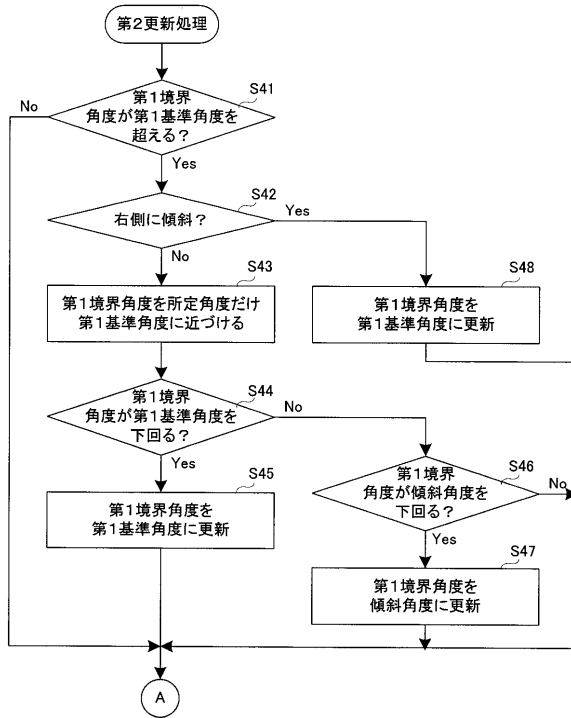 第2更新処理
S41
第1境界
角度が第1基準角度を
超える?
No
Yes
S42
右側に傾斜?
Yes
No
S43
第1境界角度を所定角度だけ
第1基準角度に近づける
S48
第1境界角度を
第1基準角度に更新
S44
第1境界
角度が第1基準角度を
下回る?
No
Yes
S45
第1境界角度を
第1基準角度に更新
S46
第1境界
角度が傾斜角度を
下回る?
No
Yes
S47
第1境界角度を
傾斜角度に更新
A